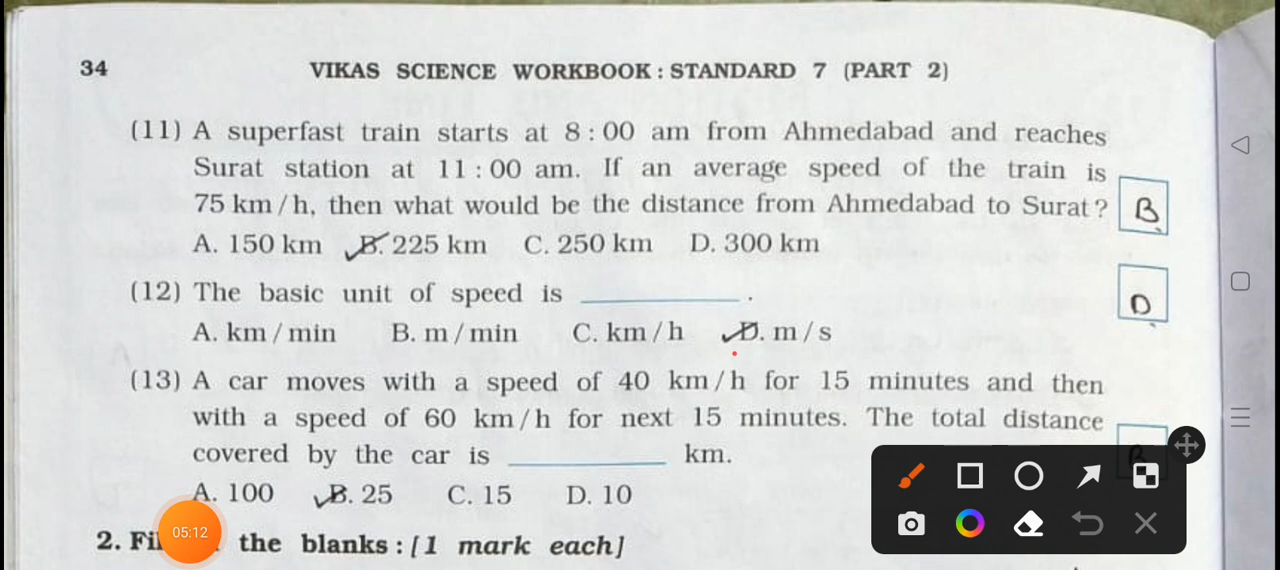 34 VIKAS SCIENCE WORKBOOK : STANDARD 7 (PART 2)
(11) A superfast train starts at 8 : 00 am from Ahmedabad and reaches
Surat station at 11 : 00 am. If an average speed of the train is
75 km / h, then what would be the distance from Ahmedabad to Surat ? B
A. 150 km B. 225 km C. 250 km D. 300 km
(12) The basic unit of speed is ______. D
A. km / min B. m / min C. km / h D. m / s
(13) A car moves with a speed of 40 km / h for 15 minutes and then
with a speed of 60 km / h for next 15 minutes. The total distance
covered by the car is ______ km.
A. 100 B. 25 C. 15 D. 10
05:12
2. the blanks : [1 mark each]